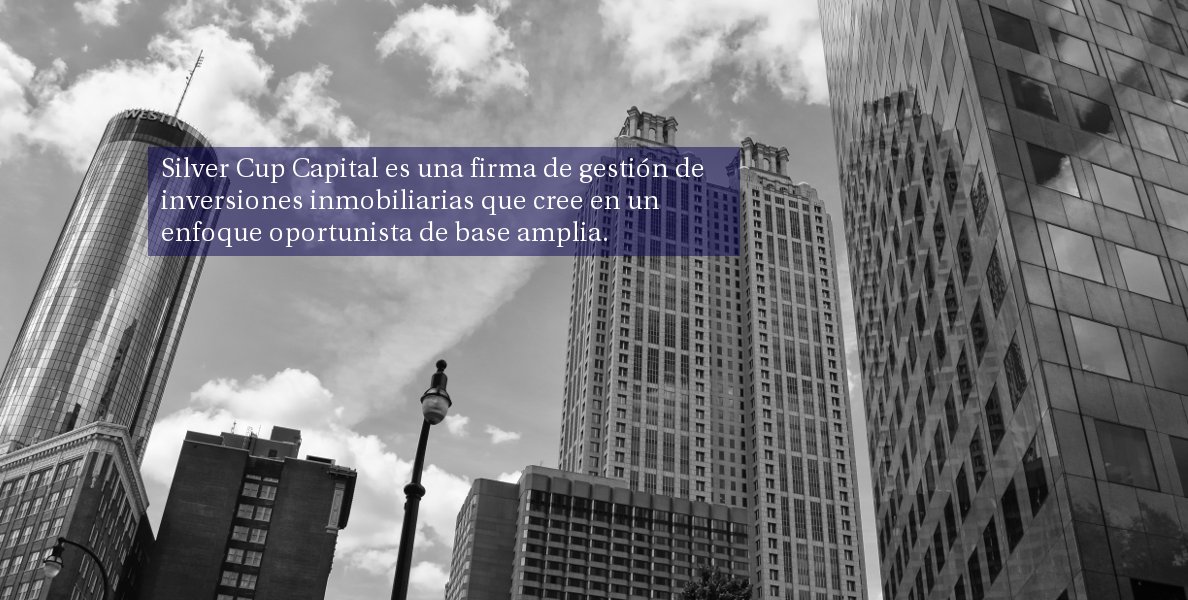 WESTIN
Silver Cup Capital es una firma de gestión de
inversiones inmobiliarias que cree en un
enfoque oportunista de base amplia.